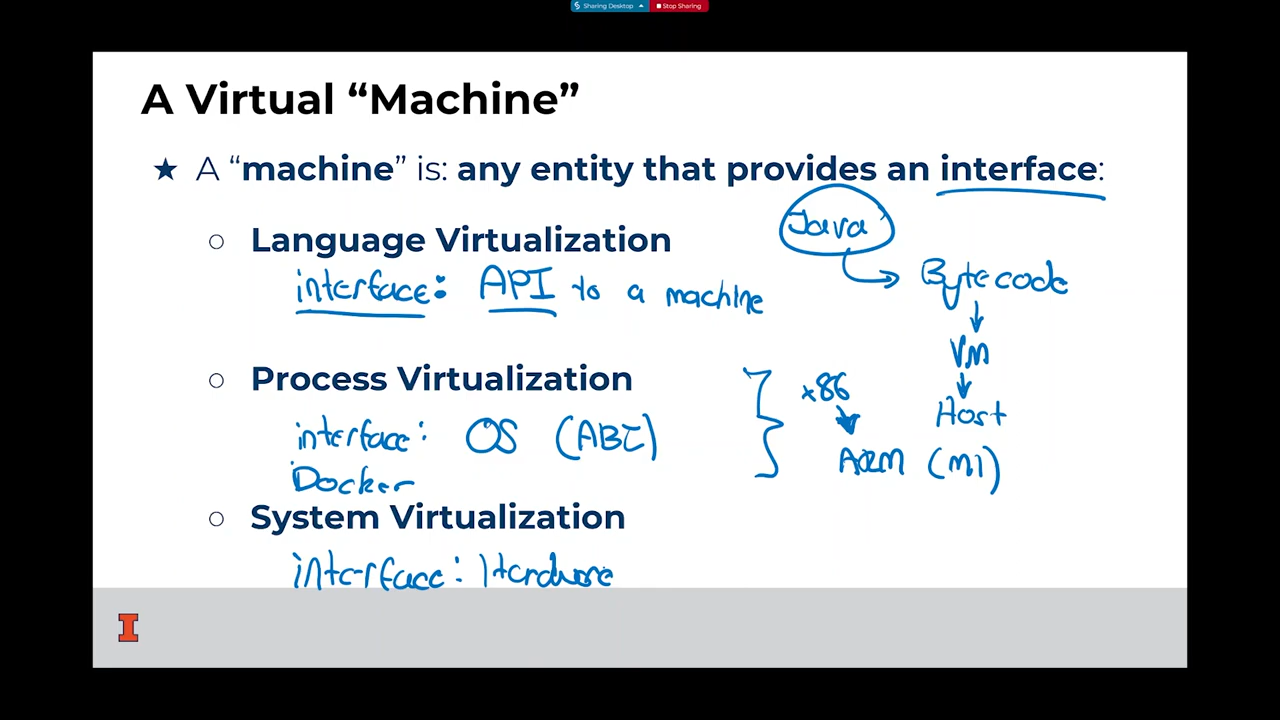 Sharing Desktop Stop Sharing
A Virtual “Machine”
★ A “machine” is: any entity that provides an interface:
Java
○ Language Virtualization
interface: API to a machine
Bytecode
VM
Host
○ Process Virtualization
interface: OS (ABI)
Docker
x86
ARM (M1)
○ System Virtualization
interface: Hardware
I